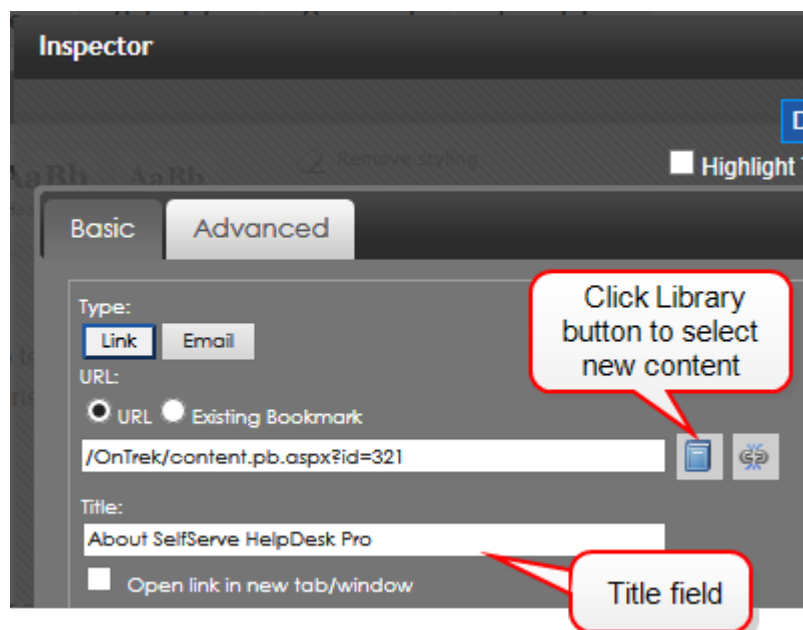 Inspector
D
AaBb AaBb Remove styling
Highlight
Basic Advanced
Click Library
button to select
new content
Type:
Link Email
URL:
URL Existing Bookmark
/OnTrek/content.pb.aspx?id=321
Title:
About SelfServe HelpDesk Pro
Open link in new tab/window
Title field